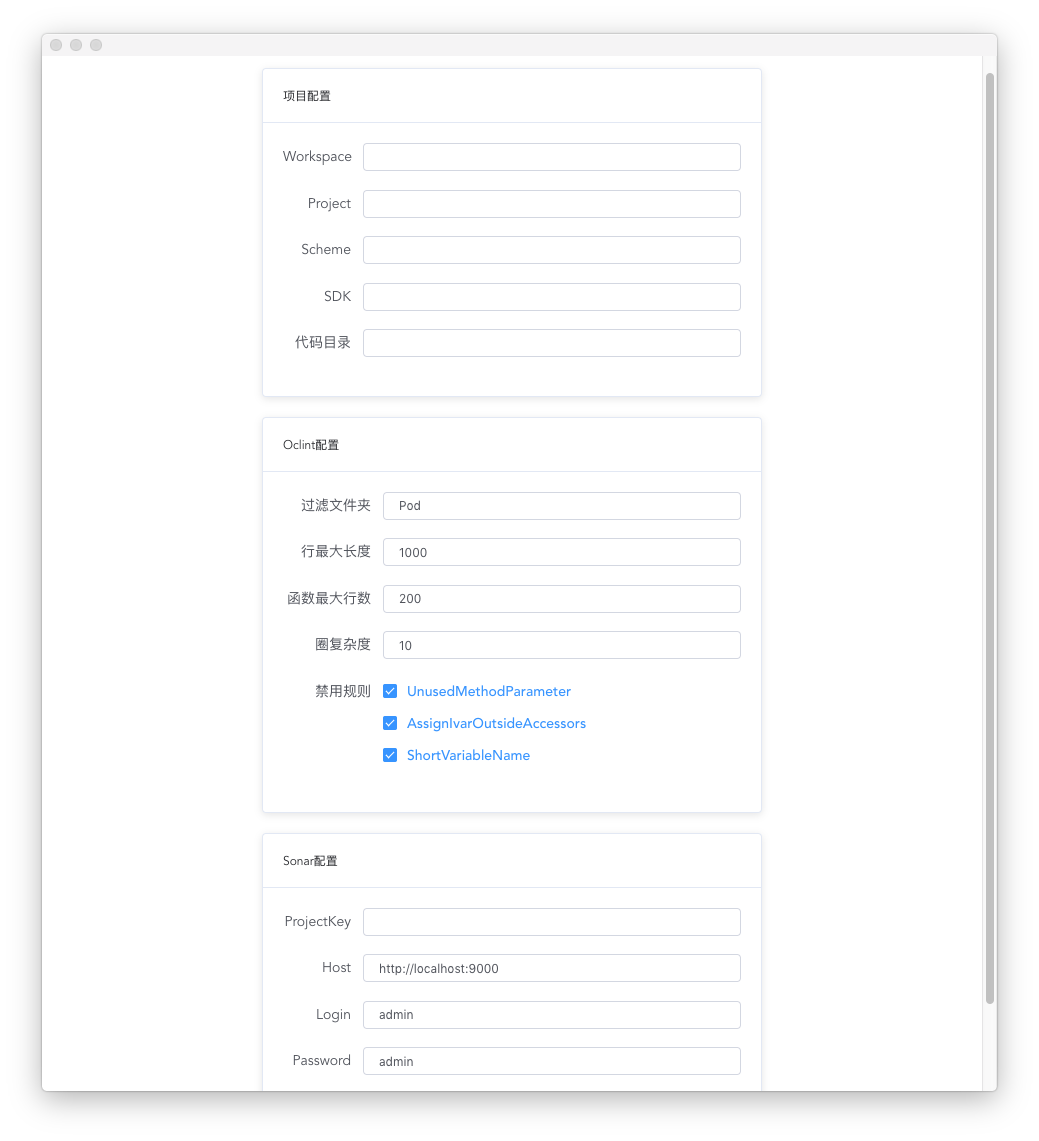 项目配置
Workspace
Project
Scheme
SDK
代码目录
Oclint配置
过滤文件夹 Pod
行最大长度 1000
函数最大行数 200
圈复杂度 10
禁用规则 UnusedMethodParameter
AssignIvarOutsideAccessors
ShortVariableName
Sonar配置
ProjectKey
Host http://localhost:9000
Login admin
Password admin